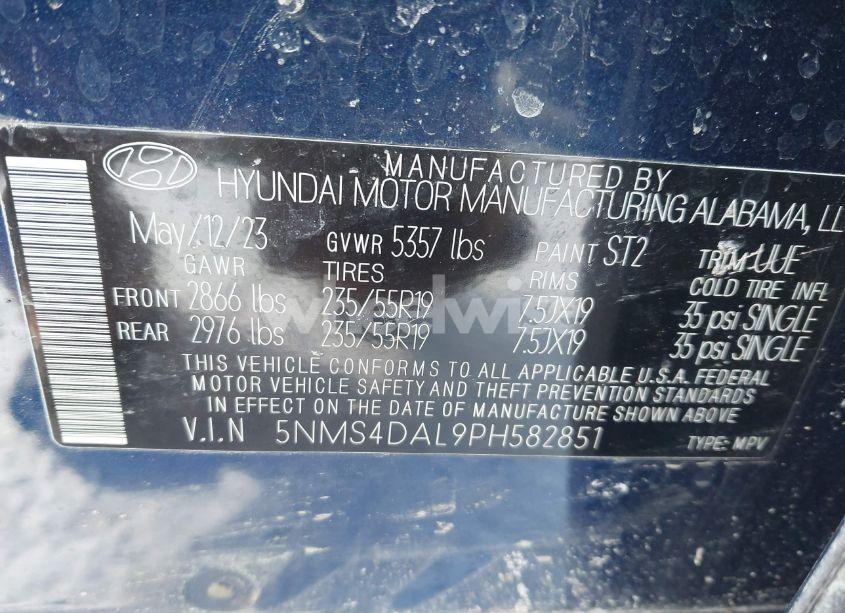 MANUFACTURED BY
HYUNDAI MOTOR MANUFACTURING ALABAMA, LL
May/12/23 GVWR 5357 lbs PAINT ST2 TRIM UUE
GAWR TIRES RIMS COLD TIRE INFL
FRONT 2866 lbs 235/55R19 7.5JX19 35 psi SINGLE
REAR 2976 lbs 235/55R19 7.5JX19 35 psi SINGLE
THIS VEHICLE CONFORMS TO ALL APPLICABLE U.S.A. FEDERAL
MOTOR VEHICLE SAFETY AND THEFT PREVENTION STANDARDS
IN EFFECT ON THE DATE OF MANUFACTURE SHOWN ABOVE
V.I.N 5NMS4DAL9PH582851 TYPE: MPV